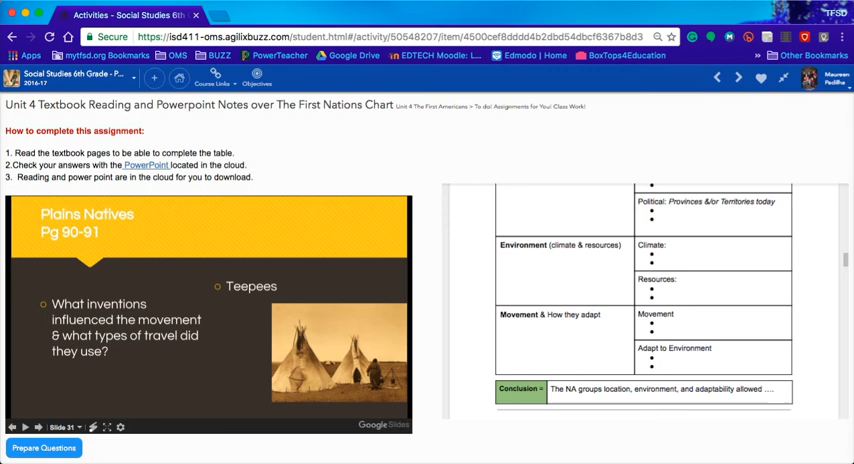 Activities - Social Studies 6th
TFSD
Secure https://isd411-oms.agilixbuzz.com/student.html#/activity/50548207/item/4500cef8dddd4b2dbd54dbcf6367b8d3
Apps mytfsd.org Bookmarks OMS BUZZ PowerTeacher Google Drive EDTECH Moodle: L... Edmodo | Home BoxTops4Education » Other Bookmarks
Social Studies 6th Grade - P...
2016-17
Course Links
Objectives
Maureen
Padilha
Unit 4 Textbook Reading and Powerpoint Notes over The First Nations Chart Unit 4 The First Americans > To do! Assignments for You! Class Work!
How to complete this assignment:
1. Read the textbook pages to be able to complete the table.
2.Check your answers with the PowerPoint located in the cloud.
3. Reading and power point are in the cloud for you to download.
Plains Natives
Pg 90-91
What inventions
influenced the movement
& what types of travel did
they use?
Teepees
Slide 31
Google Slides
Prepare Questions
Political: Provinces &/or Territories today
Environment (climate & resources)
Climate:
Resources:
Movement & How they adapt
Movement
Adapt to Environment
Conclusion = The NA groups location, environment, and adaptability allowed ....